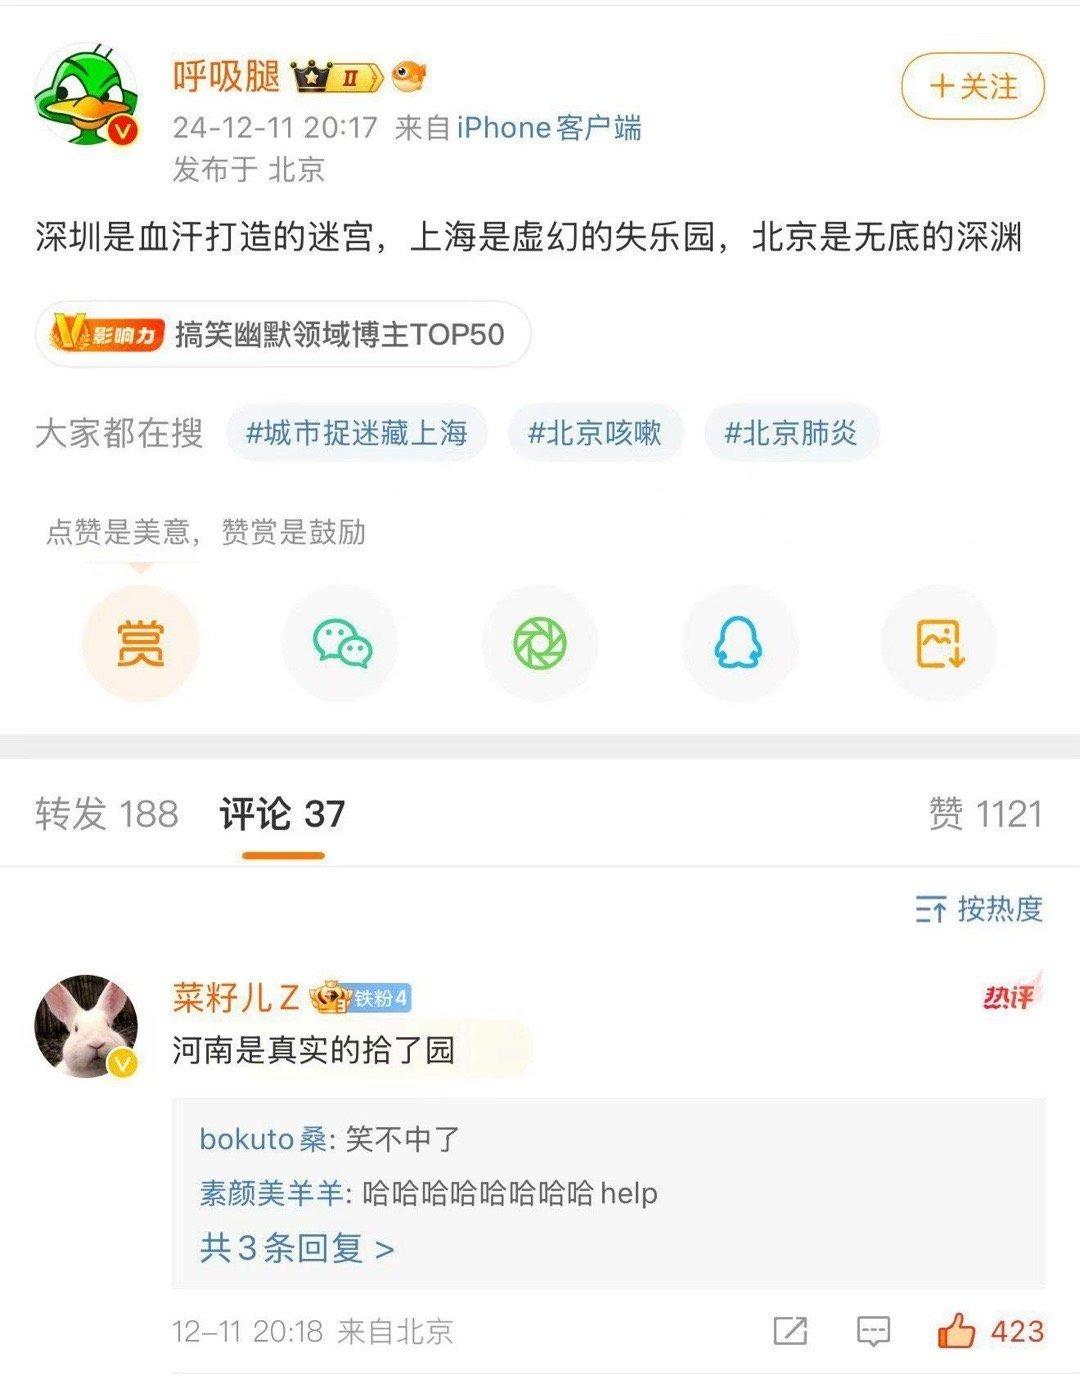 呼吸腿 II
+关注
24-12-11 20:17 来自 iPhone客户端
发布于 北京
深圳是血汗打造的迷宫，上海是虚幻的失乐园，北京是无底的深渊
V影响力 搞笑幽默领域博主TOP50
大家都在搜 #城市捉迷藏上海 #北京咳嗽 #北京肺炎
点赞是美意，赞赏是鼓励
赏
转发 188 评论 37 赞 1121
按热度
菜籽儿Z 铁粉4 热评
河南是真实的拾了园
bokuto桑: 笑不中了
素颜美羊羊: 哈哈哈哈哈哈哈哈help
共3条回复 >
12-11 20:18 来自北京 423